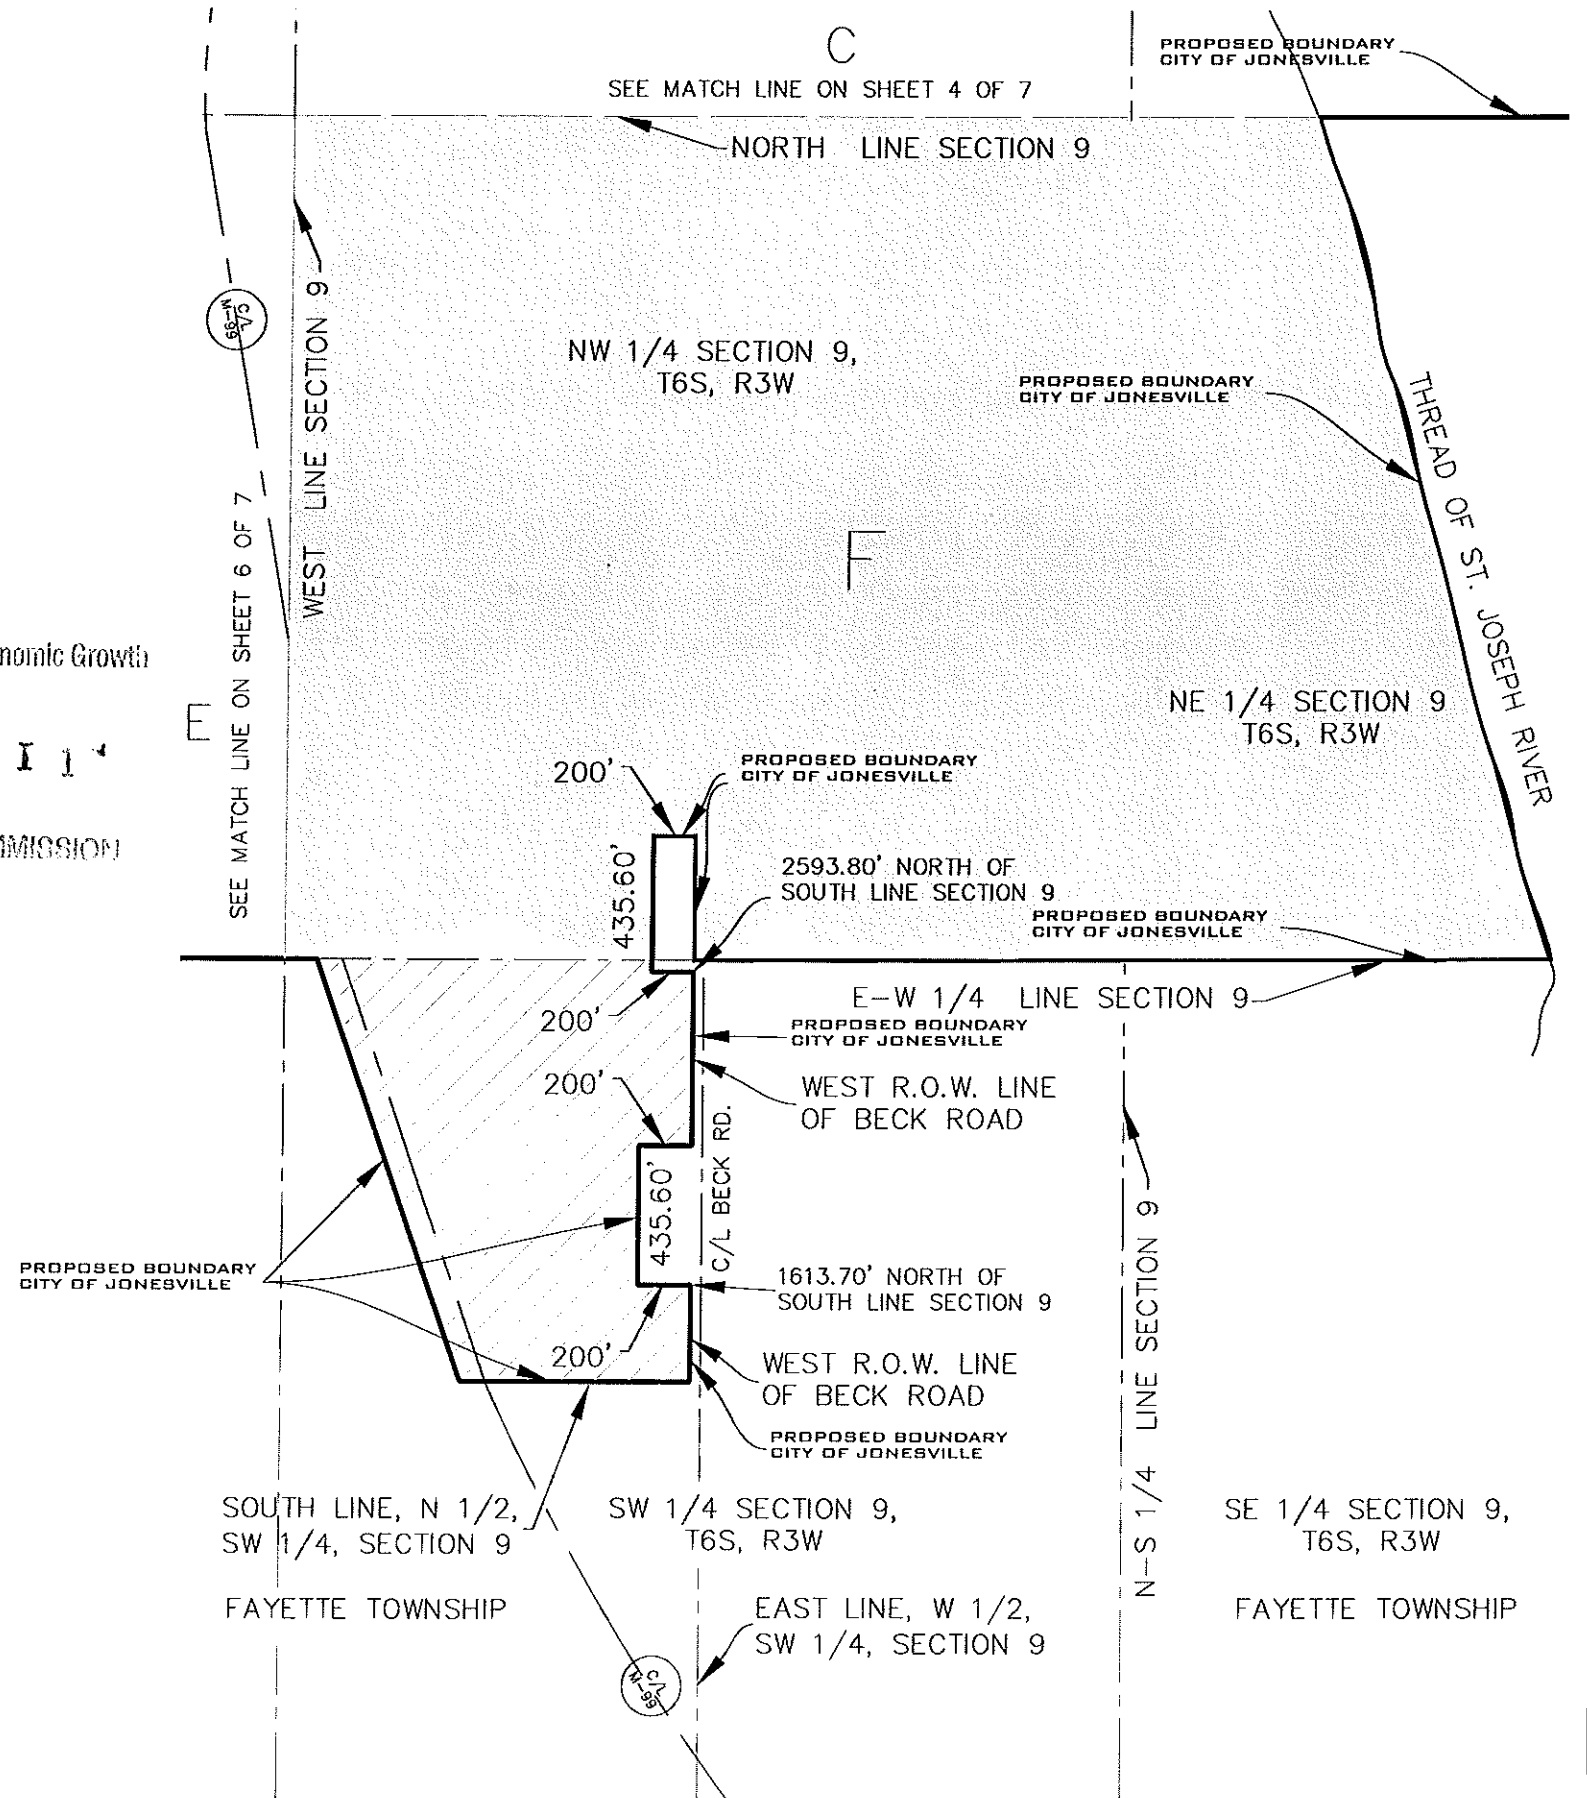 C
SEE MATCH LINE ON SHEET 4 OF 7
PROPOSED BOUNDARY
CITY OF JONESVILLE
NORTH LINE SECTION 9
WEST LINE SECTION 9
C/L
M-99
NW 1/4 SECTION 9,
T6S, R3W
PROPOSED BOUNDARY
CITY OF JONESVILLE
THREAD OF ST. JOSEPH RIVER
SEE MATCH LINE ON SHEET 6 OF 7
F
nomic Growth
E
NE 1/4 SECTION 9
T6S, R3W
MISSION
200'
PROPOSED BOUNDARY
CITY OF JONESVILLE
435.60'
2593.80' NORTH OF
SOUTH LINE SECTION 9
PROPOSED BOUNDARY
CITY OF JONESVILLE
E-W 1/4 LINE SECTION 9
200'
PROPOSED BOUNDARY
CITY OF JONESVILLE
200'
WEST R.O.W. LINE
OF BECK ROAD
C/L BECK RD.
435.60'
PROPOSED BOUNDARY
CITY OF JONESVILLE
1613.70' NORTH OF
SOUTH LINE SECTION 9
200'
WEST R.O.W. LINE
OF BECK ROAD
PROPOSED BOUNDARY
CITY OF JONESVILLE
N-S 1/4 LINE SECTION 9
SOUTH LINE, N 1/2,
SW 1/4, SECTION 9
SW 1/4 SECTION 9,
T6S, R3W
SE 1/4 SECTION 9,
T6S, R3W
FAYETTE TOWNSHIP
EAST LINE, W 1/2,
SW 1/4, SECTION 9
FAYETTE TOWNSHIP
C/L
M-99